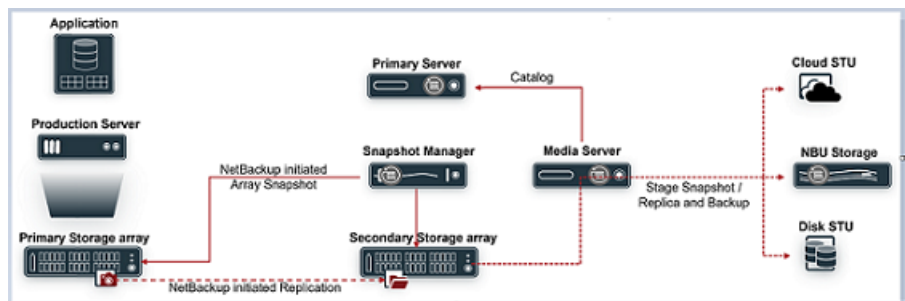 Application
Production Server
Primary Storage array
Primary Server
Catalog
Snapshot Manager
NetBackup initiated
Array Snapshot
Secondary Storage array
NetBackup initiated Replication
Media Server
Stage Snapshot /
Replica and Backup
Cloud STU
NBU Storage
Disk STU